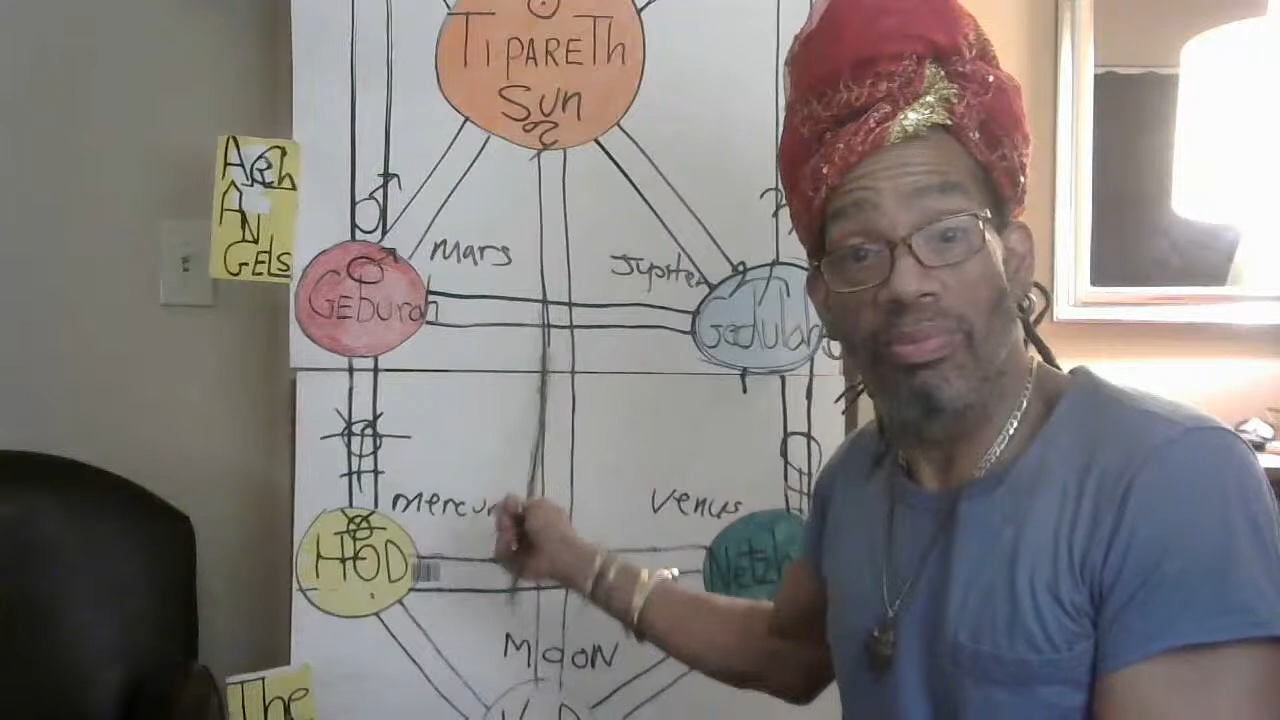 TIPARETh
Sun
Arch
AN
GELs
mars
Jupiter
GEburah
Gedulah
mercur
Venus
HOD
Netzh
MOON
The